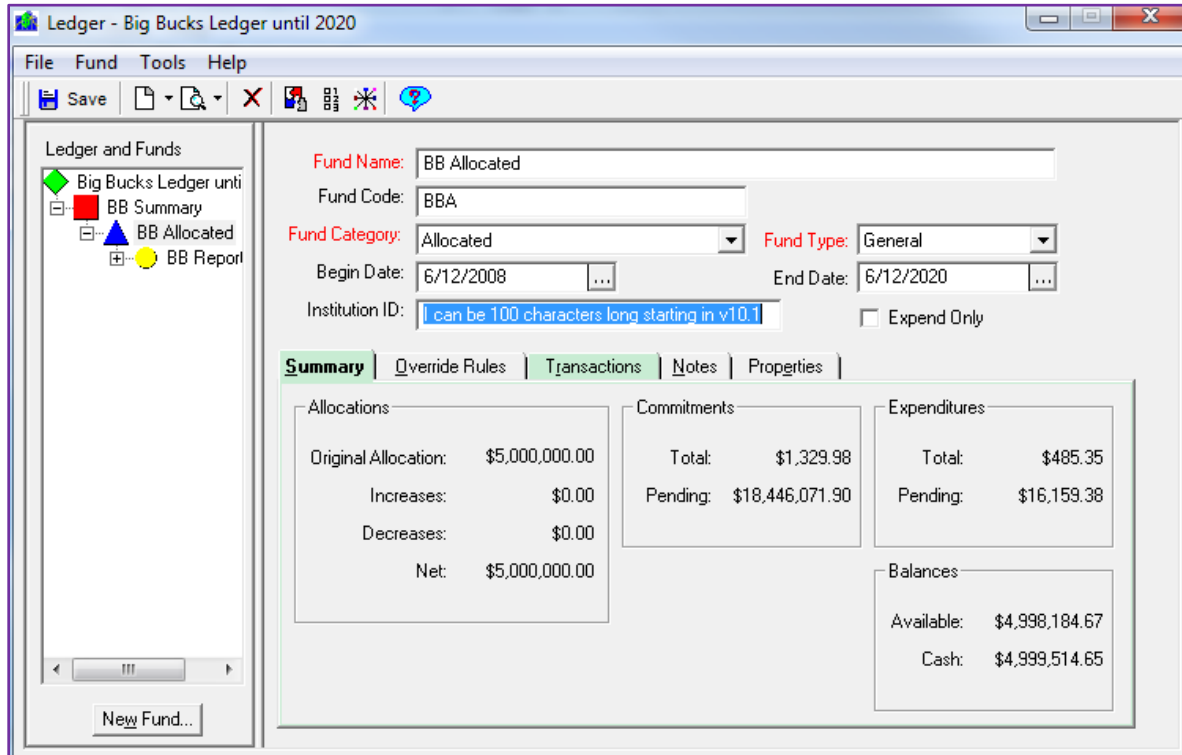 Ledger - Big Bucks Ledger until 2020
File Fund Tools Help
Save
Ledger and Funds
Big Bucks Ledger unti
BB Summary
BB Allocated
BB Report
New Fund...
Fund Name: BB Allocated
Fund Code: BBA
Fund Category: Allocated Fund Type: General
Begin Date: 6/12/2008 ... End Date: 6/12/2020 ...
Institution ID: I can be 100 characters long starting in v10.1 Expend Only
Summary Override Rules Transactions Notes Properties
Allocations
Original Allocation: $5,000,000.00
Increases: $0.00
Decreases: $0.00
Net: $5,000,000.00
Commitments
Total: $1,329.98
Pending: $18,446,071.90
Expenditures
Total: $485.35
Pending: $16,159.38
Balances
Available: $4,998,184.67
Cash: $4,999,514.65